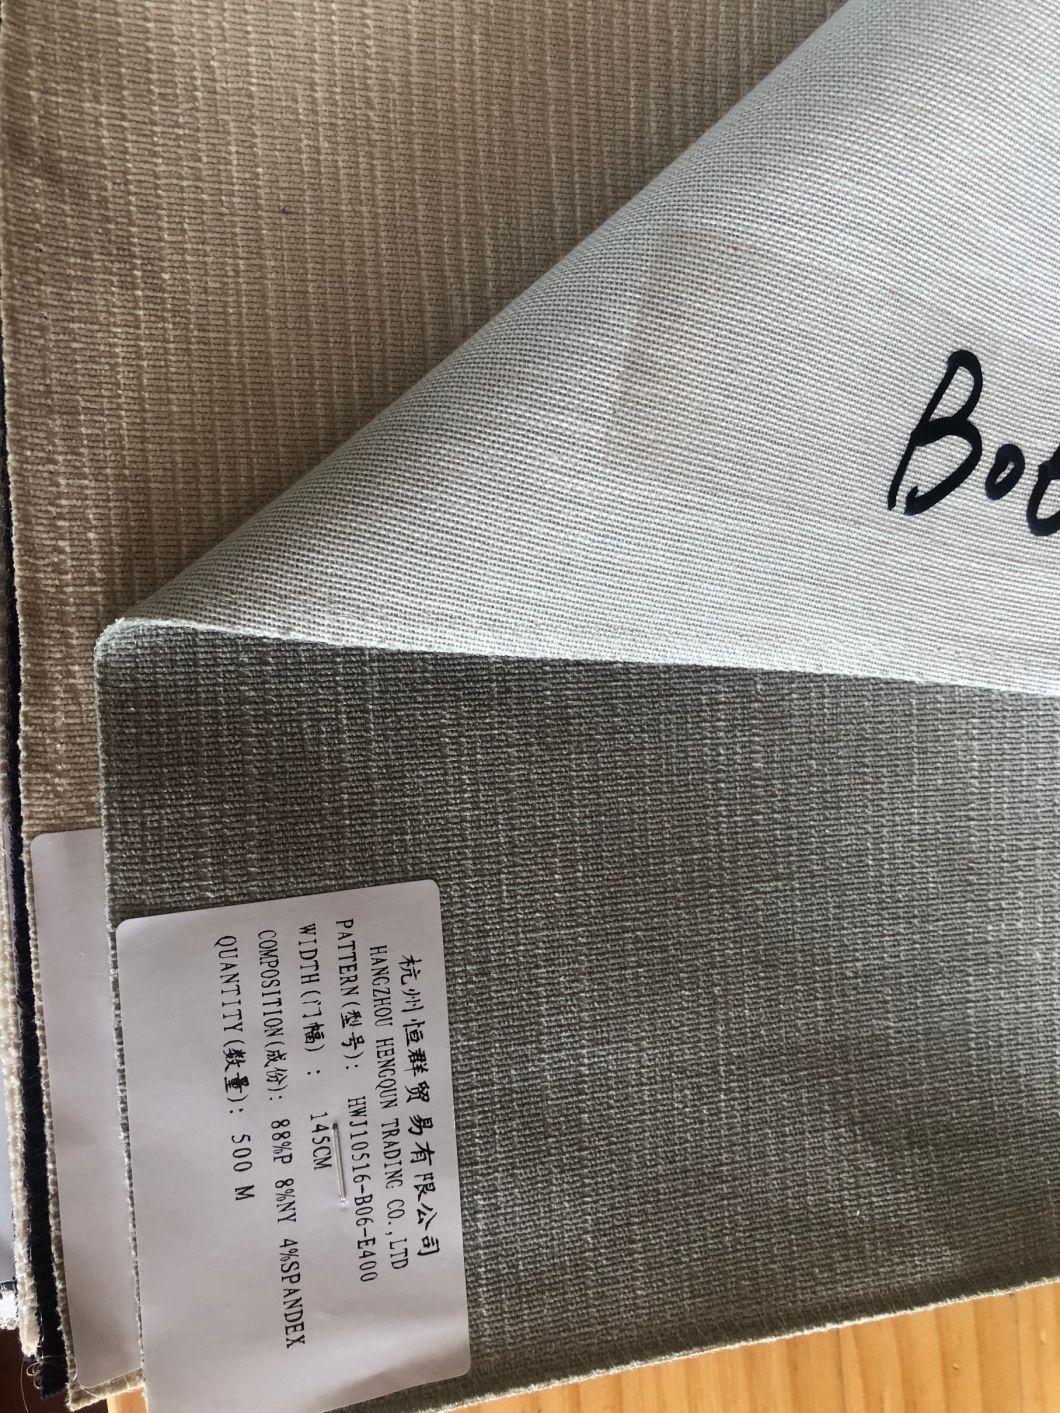 杭州恒群贸易有限公司
HANGZHOU HENGQUN TRADING CO.,LTD
PATTERN(型号): HWJ10516-B06-E400
WIDTH(门幅) : 145CM
COMPOSITION(成份): 88%P 8%NY 4%SPANDEX
QUANTITY(数量): 500 M
B06